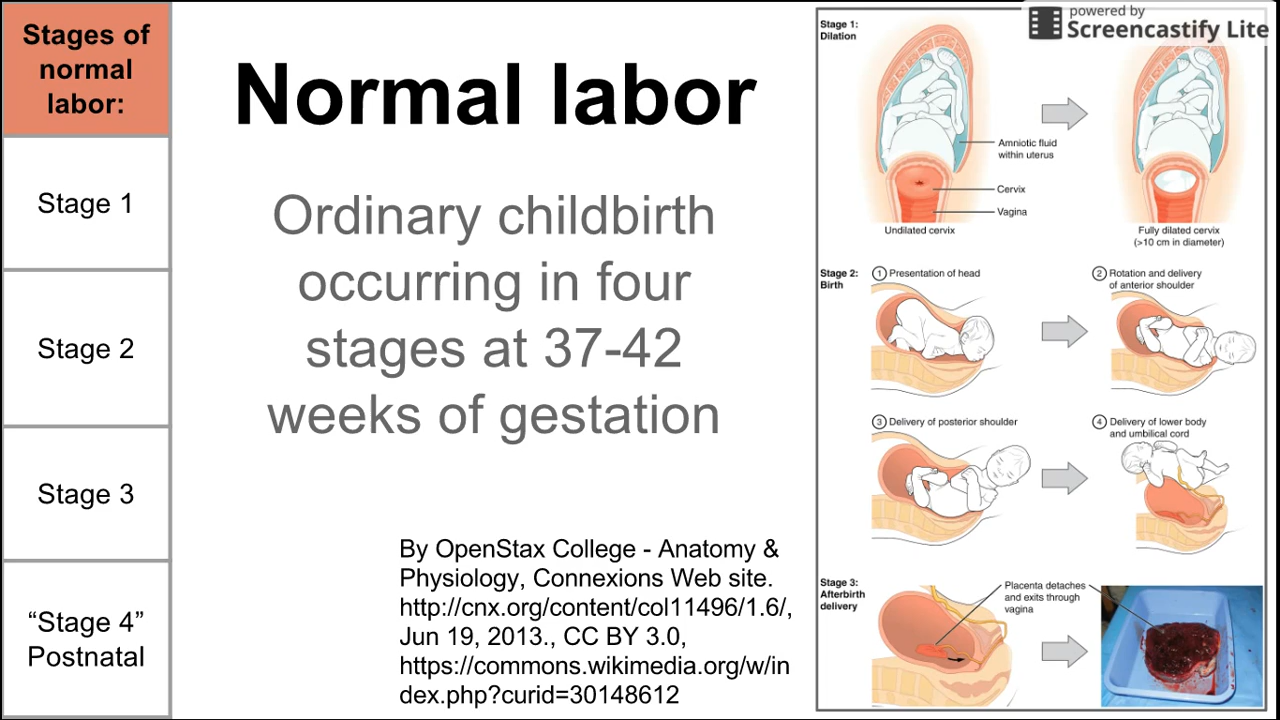 Stages of
normal
labor:
Stage 1
Stage 2
Stage 3
“Stage 4”
Postnatal
Normal labor
Ordinary childbirth
occurring in four
stages at 37-42
weeks of gestation
By OpenStax College - Anatomy &
Physiology, Connexions Web site.
http://cnx.org/content/col11496/1.6/,
Jun 19, 2013., CC BY 3.0,
https://commons.wikimedia.org/w/in
dex.php?curid=30148612
powered by
Screencastify Lite
Stage 1:
Dilation
Amniotic fluid
within uterus
Cervix
Vagina
Undilated cervix
Fully dilated cervix
(>10 cm in diameter)
Stage 2:
Birth
1 Presentation of head
2 Rotation and delivery
of anterior shoulder
3 Delivery of posterior shoulder
4 Delivery of lower body
and umbilical cord
Stage 3:
Afterbirth
delivery
Placenta detaches
and exits through
vagina